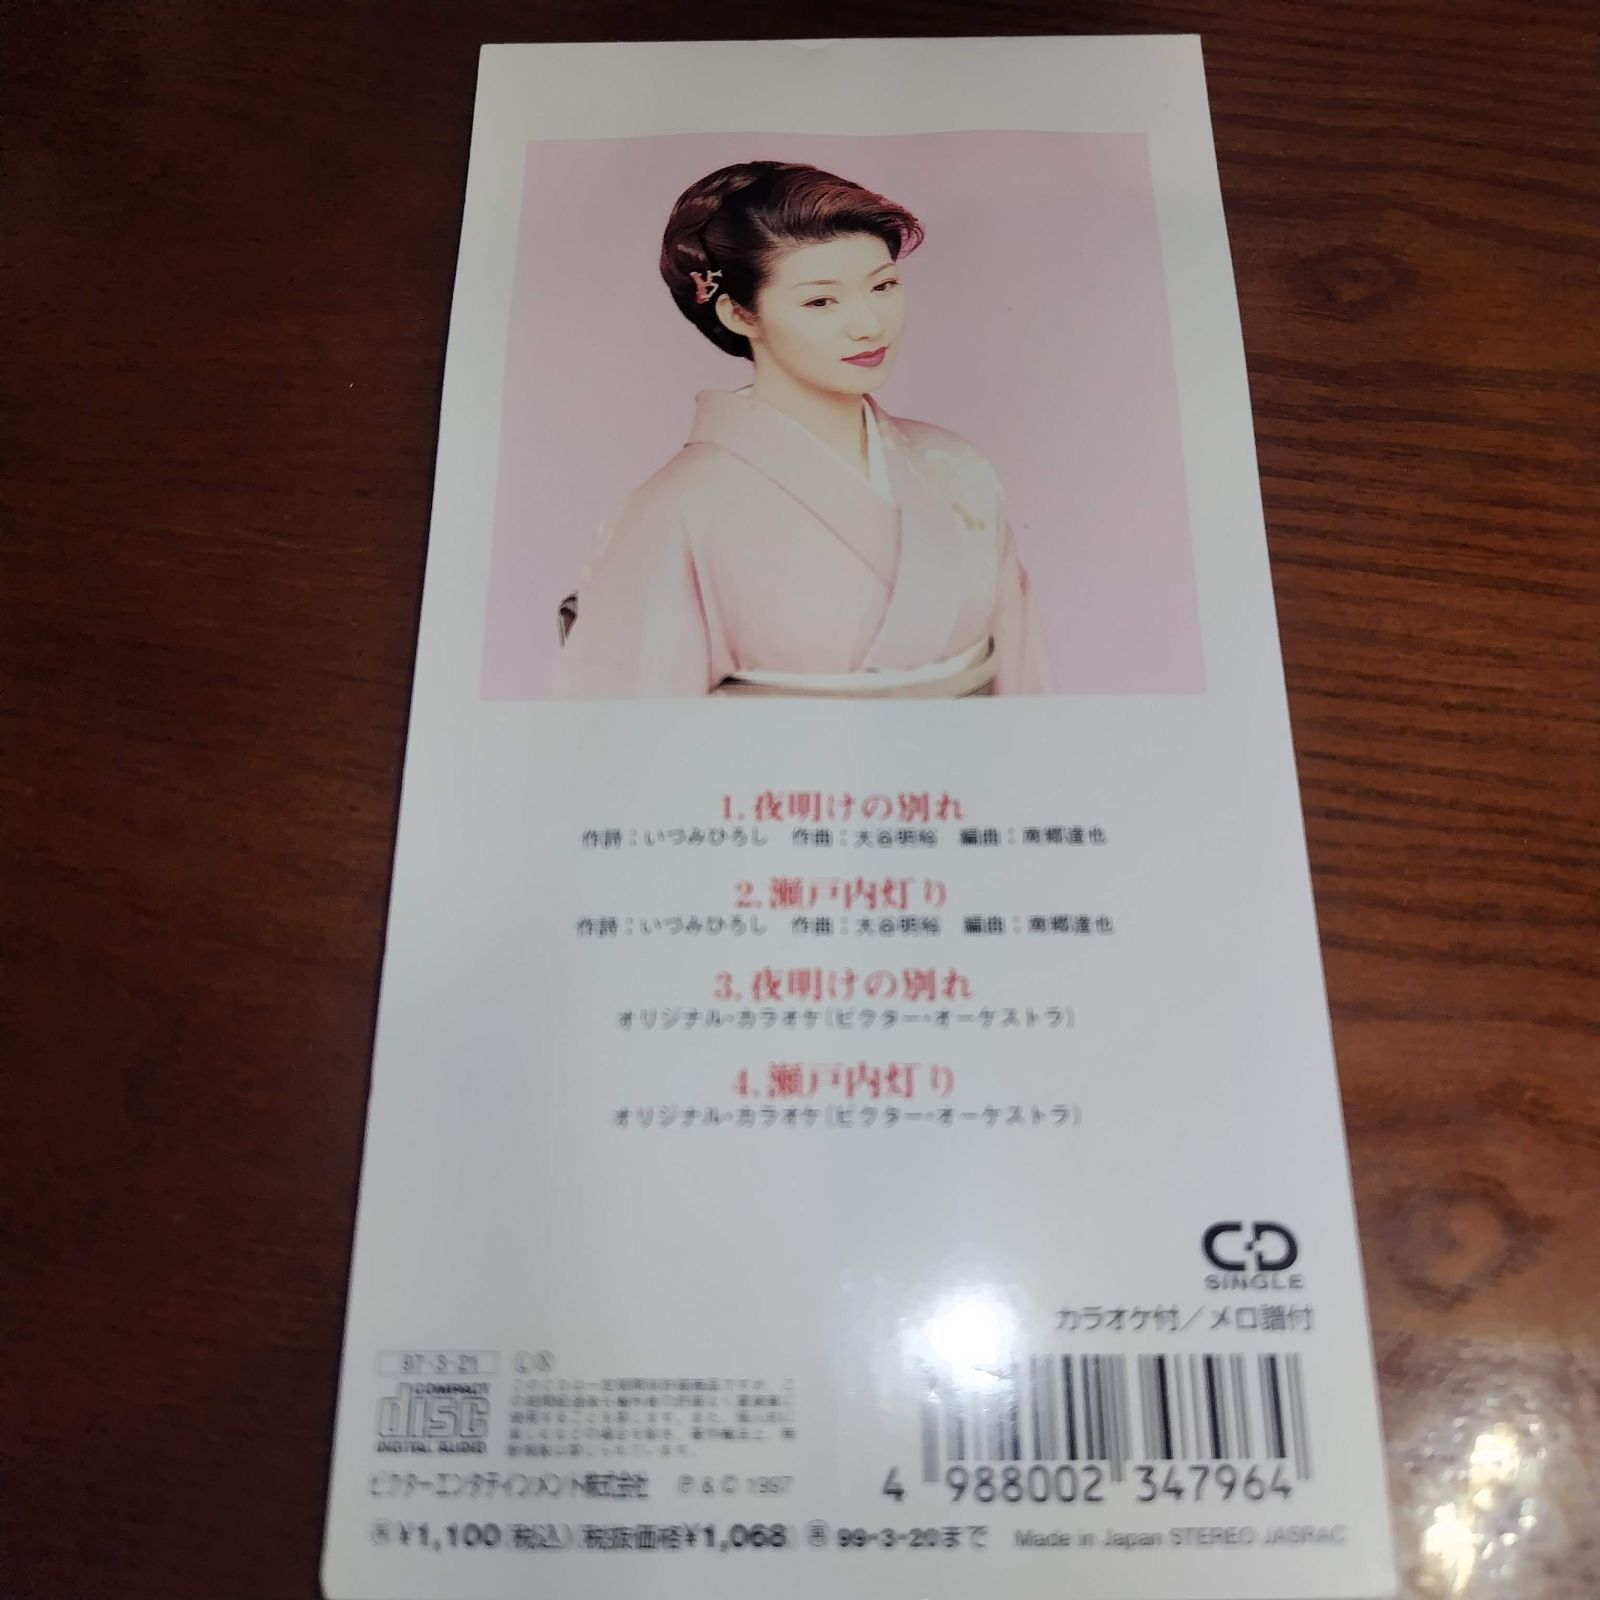 1.夜明けの別れ
作詩：いづみひろし 作曲：大谷明裕 編曲：南郷達也
2.瀬戸内灯り
作詩：いづみひろし 作曲：大谷明裕 編曲：南郷達也
3.夜明けの別れ
オリジナル・カラオケ(ビクター・オーケストラ)
4.瀬戸内灯り
オリジナル・カラオケ(ビクター・オーケストラ)
CD
SINGLE
カラオケ付／メロ譜付
97・3・21
COMPACT
disc
DIGITAL AUDIO
ビクターエンタテインメント株式会社 ℗&© 1997
4 988002 347964
¥1,100(税込)(税抜価格¥1,068) 99・3・20まで Made in Japan STEREO JASRAC